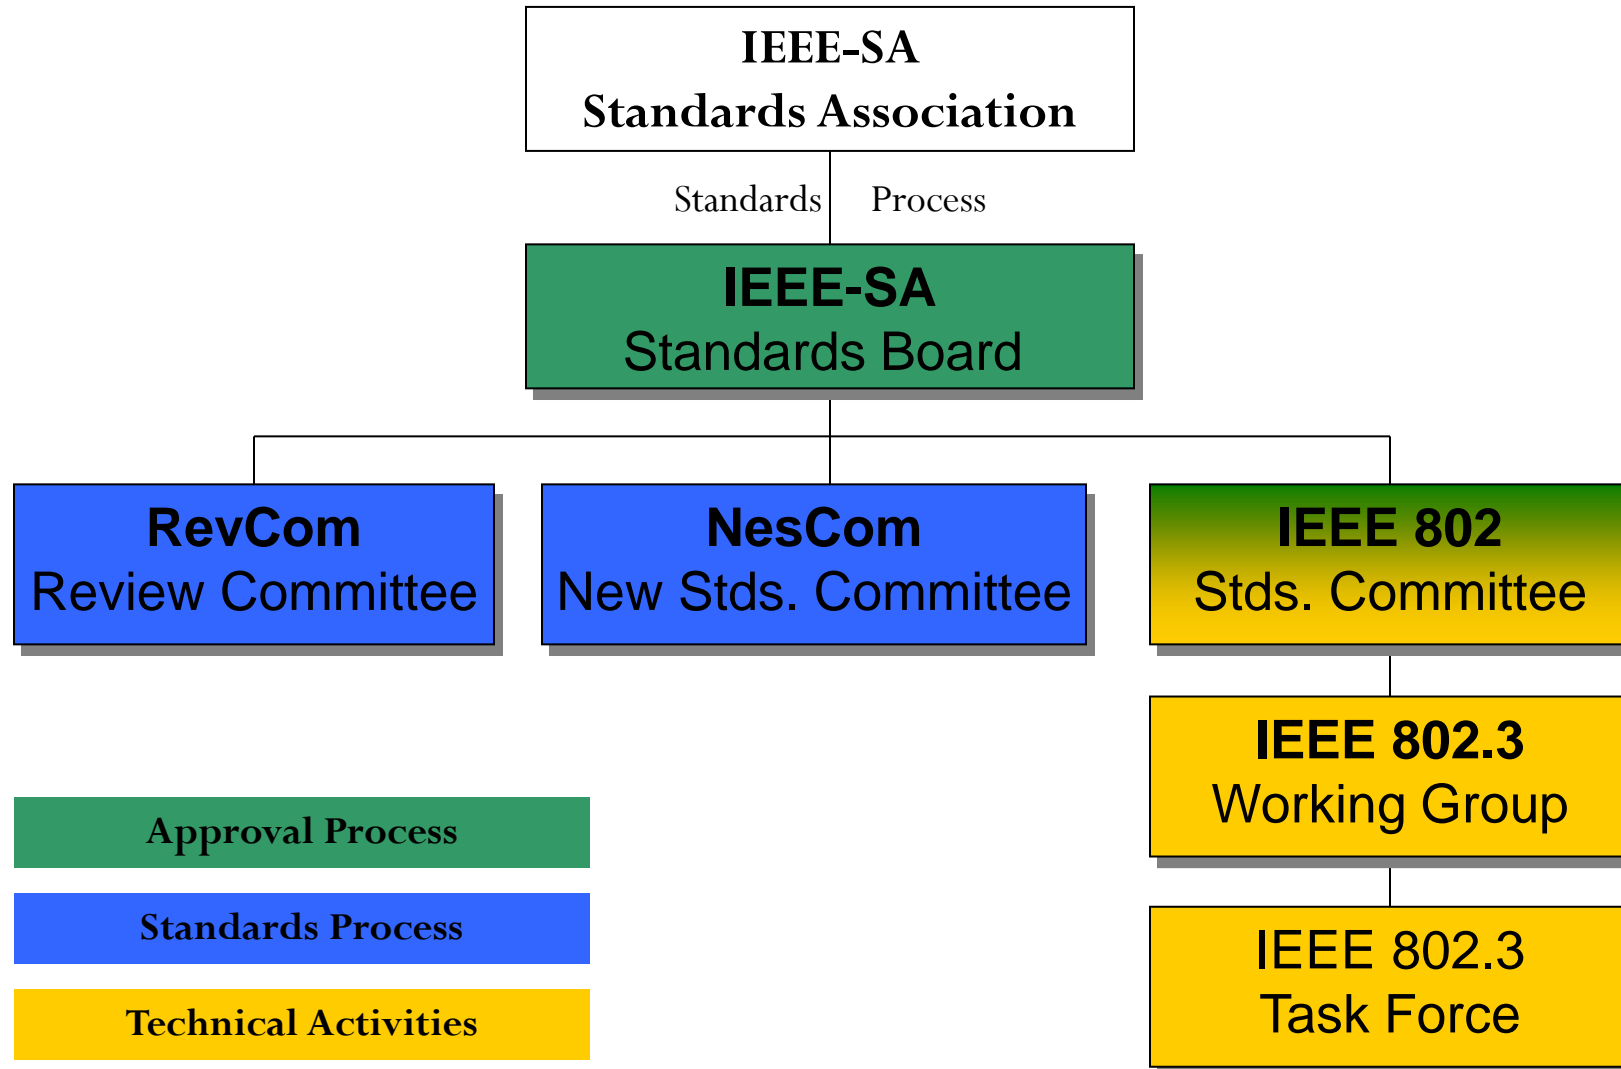 IEEE-SA
Standards Association
Standards Process
IEEE-SA
Standards Board
RevCom
Review Committee
NesCom
New Stds. Committee
IEEE 802
Stds. Committee
IEEE 802.3
Working Group
IEEE 802.3
Task Force
Approval Process
Standards Process
Technical Activities